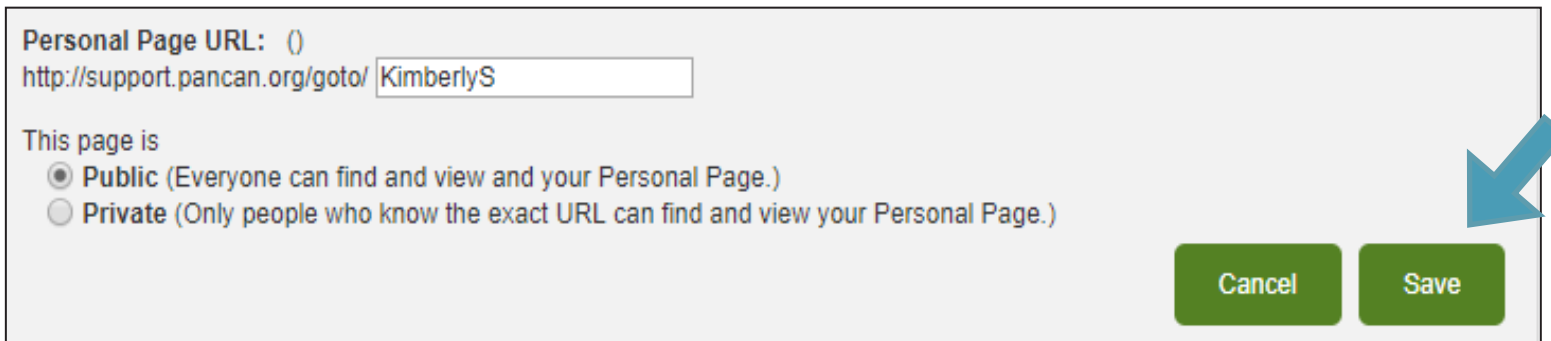 Personal Page URL: ()
http://support.pancan.org/goto/ KimberlyS
This page is
Public (Everyone can find and view and your Personal Page.)
Private (Only people who know the exact URL can find and view your Personal Page.)
Cancel Save